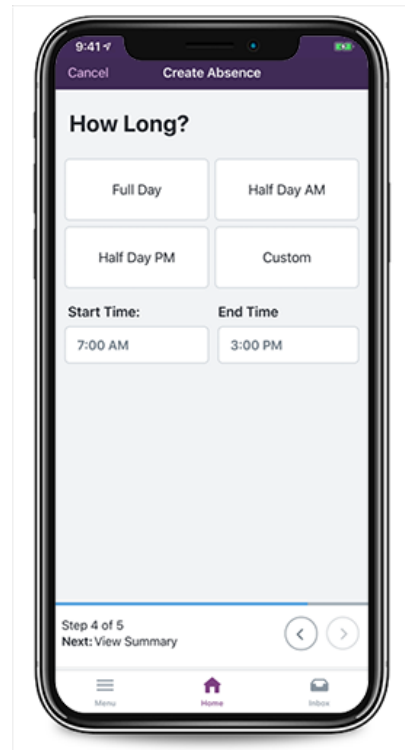 9:41
Cancel Create Absence
How Long?
Full Day Half Day AM
Half Day PM Custom
Start Time: End Time
7:00 AM 3:00 PM
Step 4 of 5
Next: View Summary
Menu Home Inbox